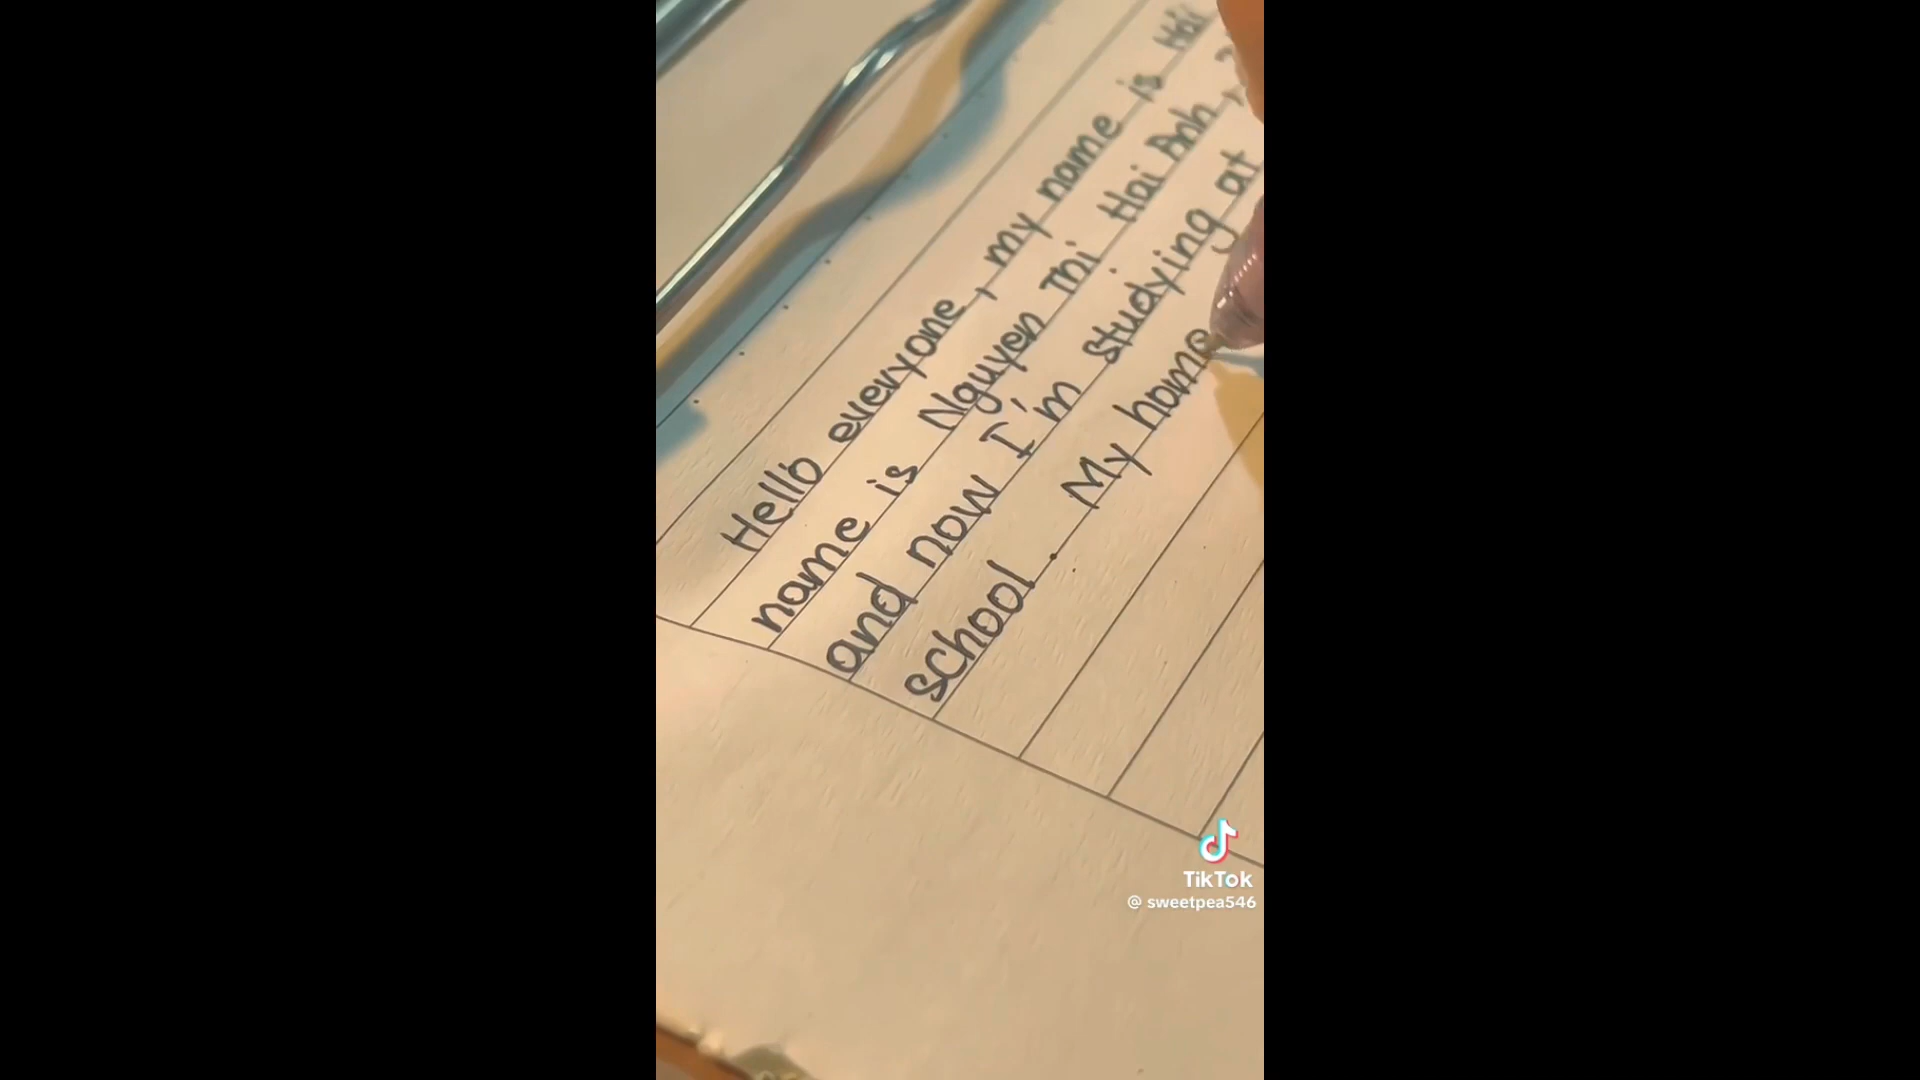 Hello everyone, my name is Hải
name is Nguyen Thi Hai Anh,
and now I'm studying at
school. My home
TikTok
@ sweetpea546